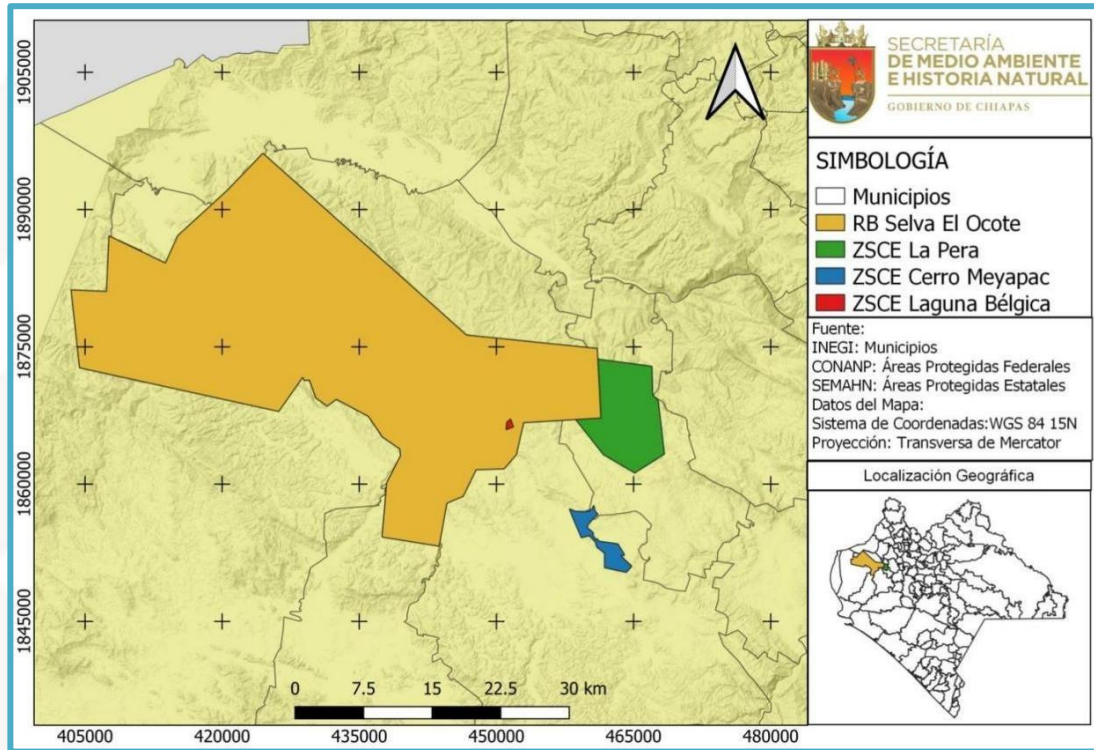 SECRETARÍA
DE MEDIO AMBIENTE
E HISTORIA NATURAL
GOBIERNO DE CHIAPAS
SIMBOLOGÍA
Municipios
RB Selva El Ocote
ZSCE La Pera
ZSCE Cerro Meyapac
ZSCE Laguna Bélgica
Fuente:
INEGI: Municipios
CONANP: Áreas Protegidas Federales
SEMAHN: Áreas Protegidas Estatales
Datos del Mapa:
Sistema de Coordenadas:WGS 84 15N
Proyección: Transversa de Mercator
Localización Geográfica
1905000
1890000
1875000
1860000
1845000
0 7.5 15 22.5 30 km
405000 420000 435000 450000 465000 480000